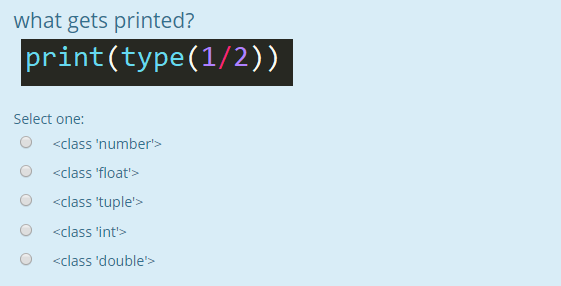 what gets printed?
print(type(1/2))
Select one:
<class 'number'>
<class 'float'>
<class 'tuple'>
<class 'int'>
<class 'double'>